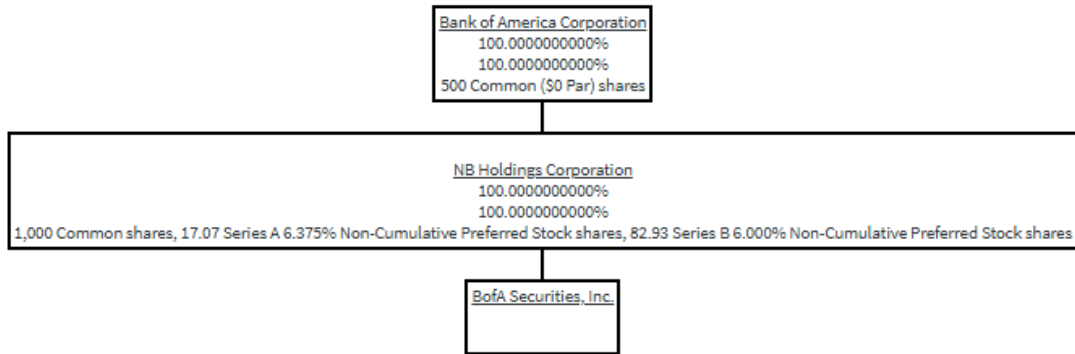 Bank of America Corporation
100.0000000000%
100.0000000000%
500 Common ($0 Par) shares
NB Holdings Corporation
100.0000000000%
100.0000000000%
1,000 Common shares, 17.07 Series A 6.375% Non-Cumulative Preferred Stock shares, 82.93 Series B 6.000% Non-Cumulative Preferred Stock shares
BofA Securities, Inc.